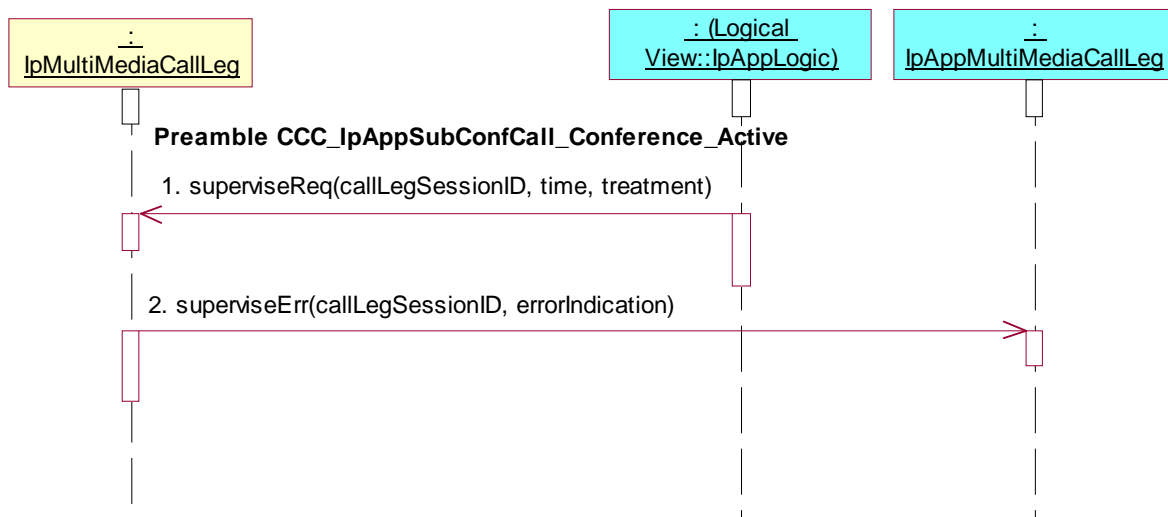 :
IpMultiMediaCallLeg
: (Logical
View::IpAppLogic)
:
IpAppMultiMediaCallLeg
Preamble CCC_IpAppSubConfCall_Conference_Active
1. superviseReq(callLegSessionID, time, treatment)
2. superviseErr(callLegSessionID, errorIndication)